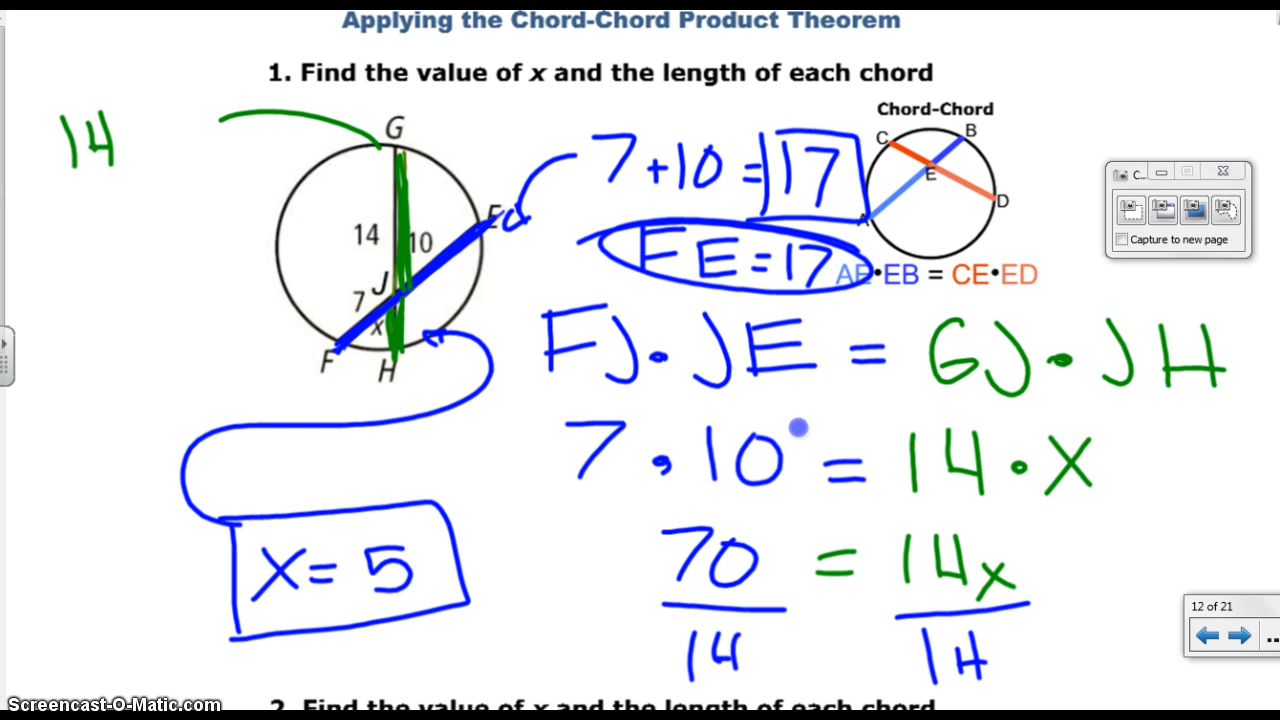 Applying the Chord-Chord Product Theorem
1. Find the value of x and the length of each chord
14
G
14
10
E
J
7
x
F
H
7+10=17
FE=17
Chord-Chord
C
B
E
D
A
AE•EB = CE•ED
C...
Capture to new page
FJ•JE = GJ•JH
7•10 = 14•X
70 = 14x
14 14
X=5
12 of 21
2. Find the value of x and the length of each chord
Screencast-O-Matic.com